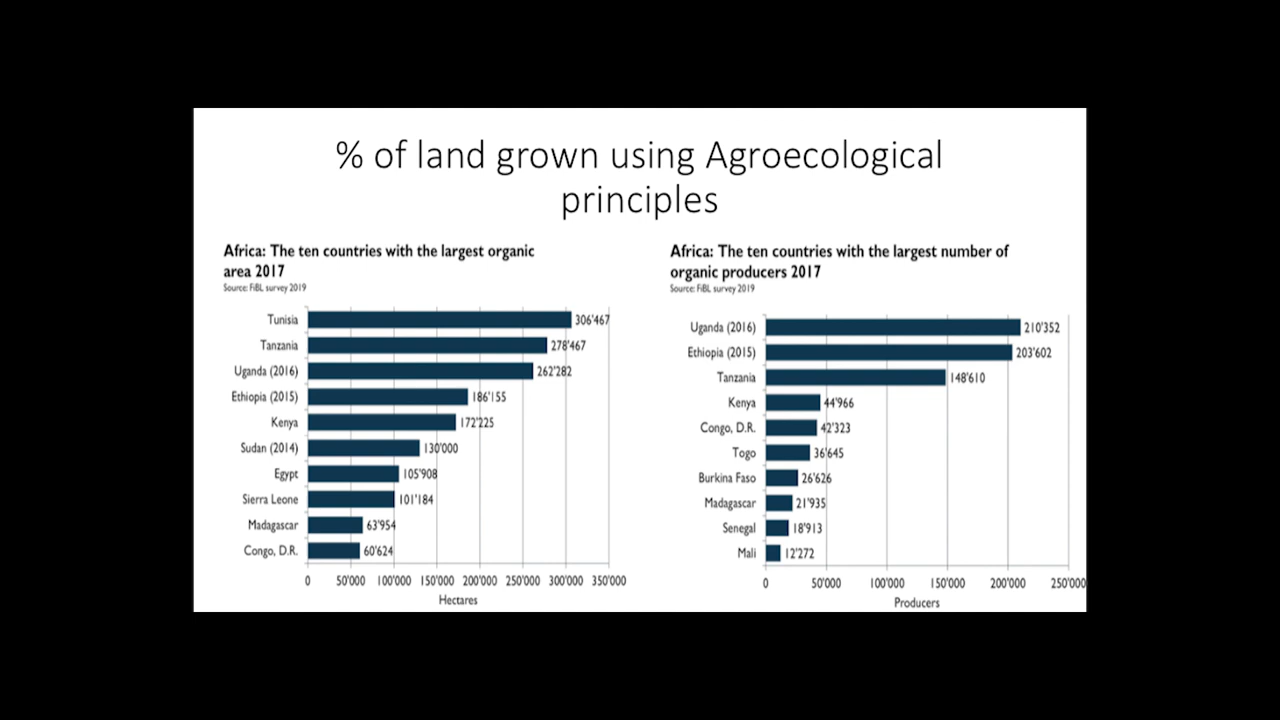 % of land grown using Agroecological
principles
Africa: The ten countries with the largest organic
area 2017
Source: FiBL survey 2019
Tunisia 306'467
Tanzania 278'467
Uganda (2016) 262'282
Ethiopia (2015) 186'155
Kenya 172'225
Sudan (2014) 130'000
Egypt 105'908
Sierra Leone 101'184
Madagascar 63'954
Congo, D.R. 60'624
0 50'000 100'000 150'000 200'000 250'000 300'000 350'000
Hectares
Africa: The ten countries with the largest number of
organic producers 2017
Source: FiBL survey 2019
Uganda (2016) 210'352
Ethiopia (2015) 203'602
Tanzania 148'610
Kenya 44'966
Congo, D.R. 42'323
Togo 36'645
Burkina Faso 26'626
Madagascar 21'935
Senegal 18'913
Mali 12'272
0 50'000 100'000 150'000 200'000 250'000
Producers